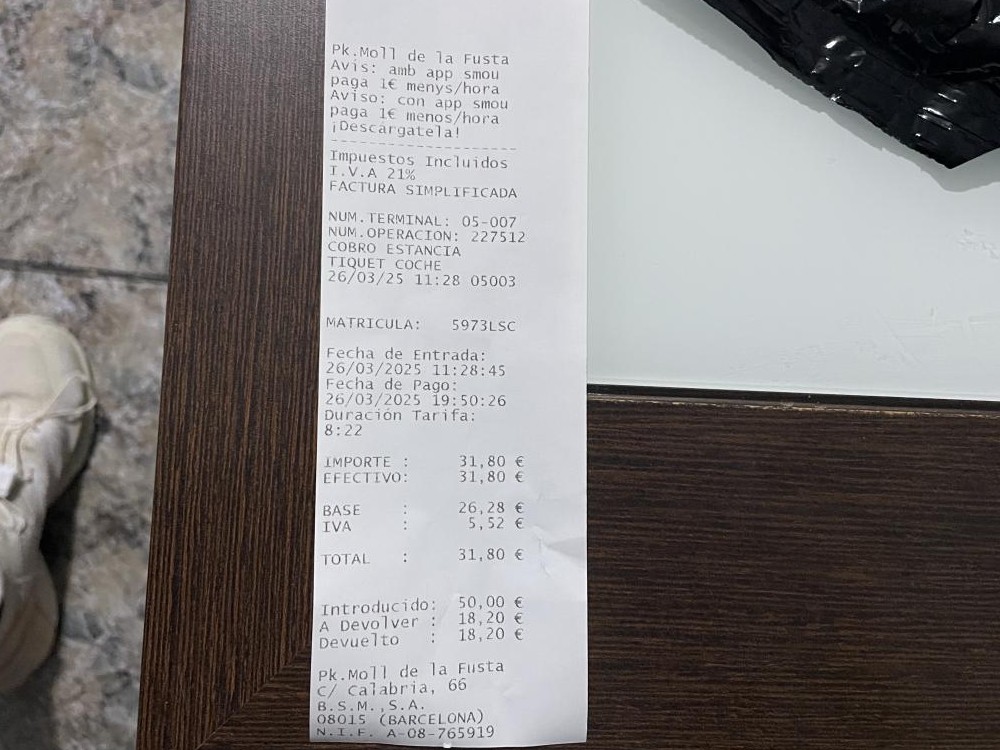 Pk.Moll de la Fusta
Avis: amb app smou
paga 1€ menys/hora
Aviso: con app smou
paga 1€ menos/hora
¡Descárgatela!
--------------------
Impuestos Incluidos
I.V.A 21%
FACTURA SIMPLIFICADA
NUM.TERMINAL: 05-007
NUM.OPERACION: 227512
COBRO ESTANCIA
TIQUET COCHE
26/03/25 11:28 05003
MATRICULA: 5973LSC
Fecha de Entrada:
26/03/2025 11:28:45
Fecha de Pago:
26/03/2025 19:50:26
Duración Tarifa:
8:22
IMPORTE : 31,80 €
EFECTIVO: 31,80 €
BASE : 26,28 €
IVA : 5,52 €
TOTAL : 31,80 €
Introducido: 50,00 €
A Devolver : 18,20 €
Devuelto : 18,20 €
Pk.Moll de la Fusta
C/ Calabria, 66
B.S.M.,S.A.
08015 (BARCELONA)
N.I.F. A-08-765919